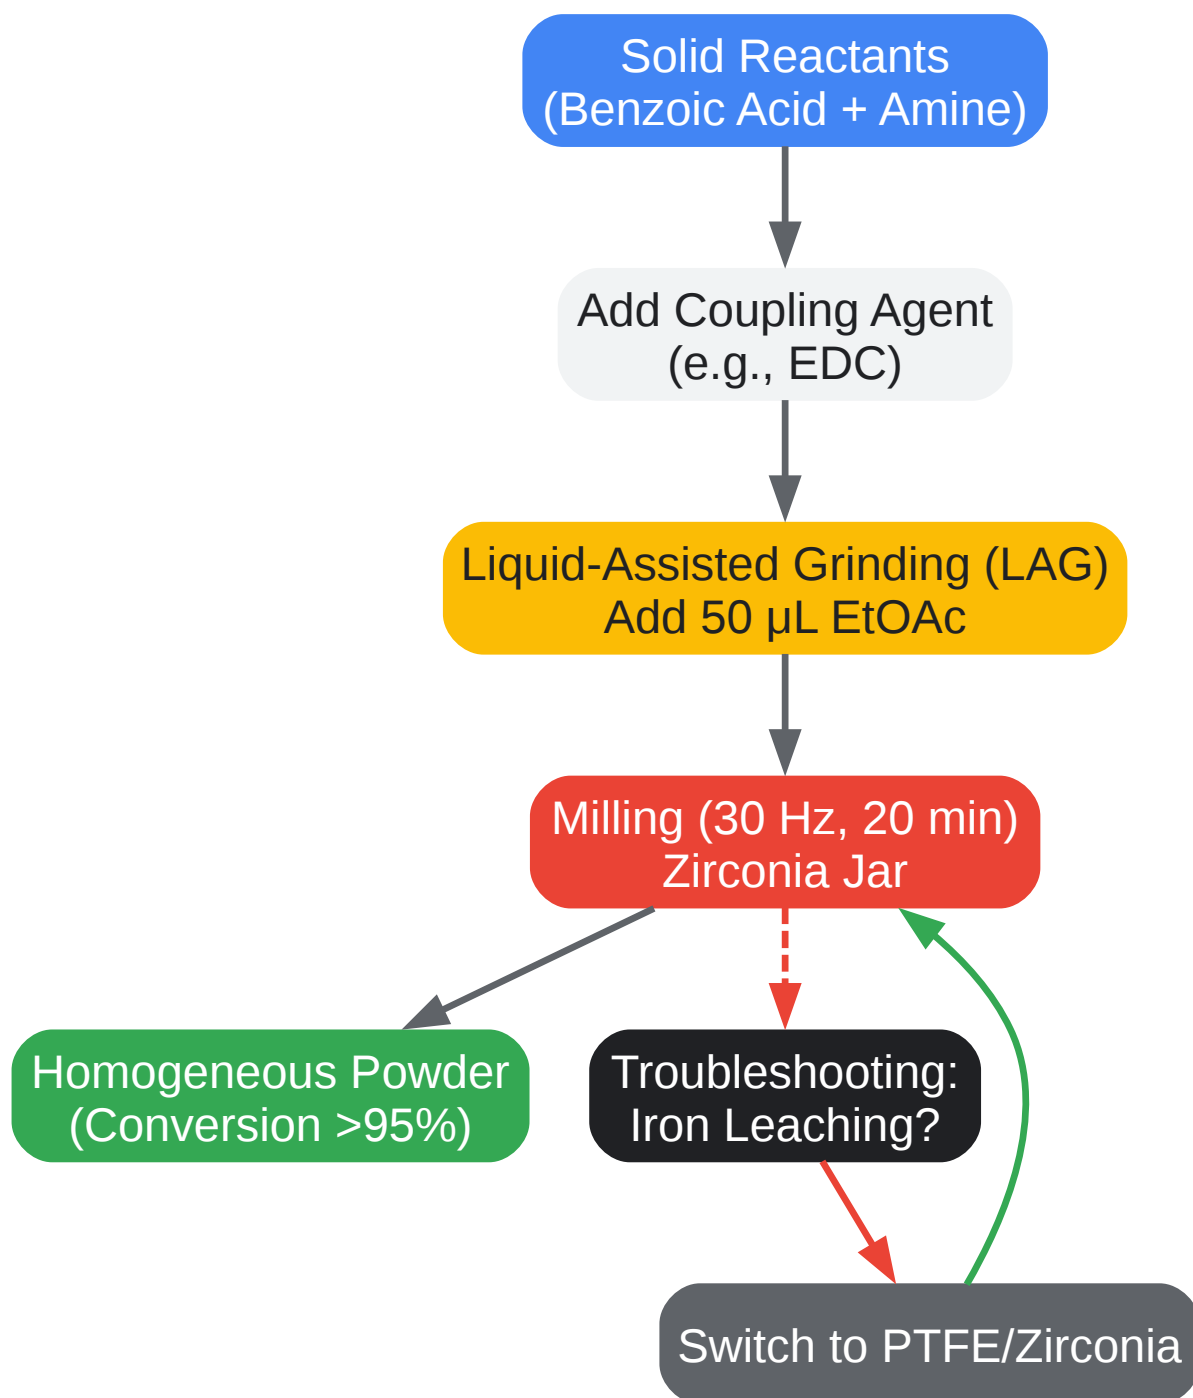 Solid Reactants
(Benzoic Acid + Amine)
Add Coupling Agent
(e.g., EDC)
Liquid-Assisted Grinding (LAG)
Add 50 μL EtOAc
Milling (30 Hz, 20 min)
Zirconia Jar
Homogeneous Powder
(Conversion >95%)
Troubleshooting:
Iron Leaching?
Switch to PTFE/Zirconia